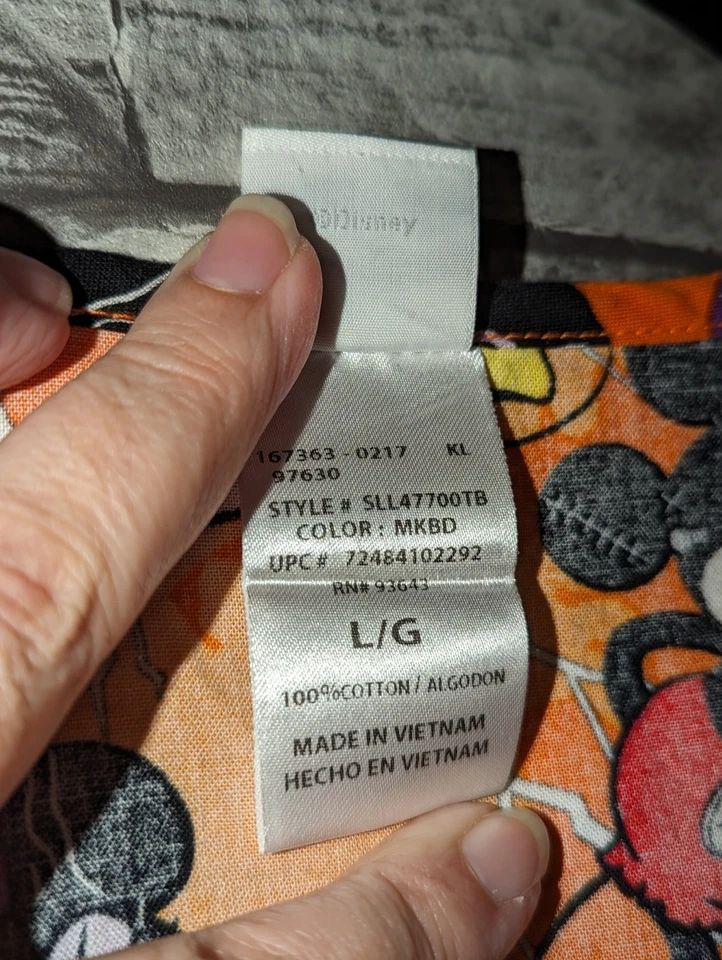 ©Disney
167363 - 0217 KL
97630
STYLE # SLL47700TB
COLOR : MKBD
UPC # 72484102292
RN# 93643
L/G
100%COTTON / ALGODON
MADE IN VIETNAM
HECHO EN VIETNAM